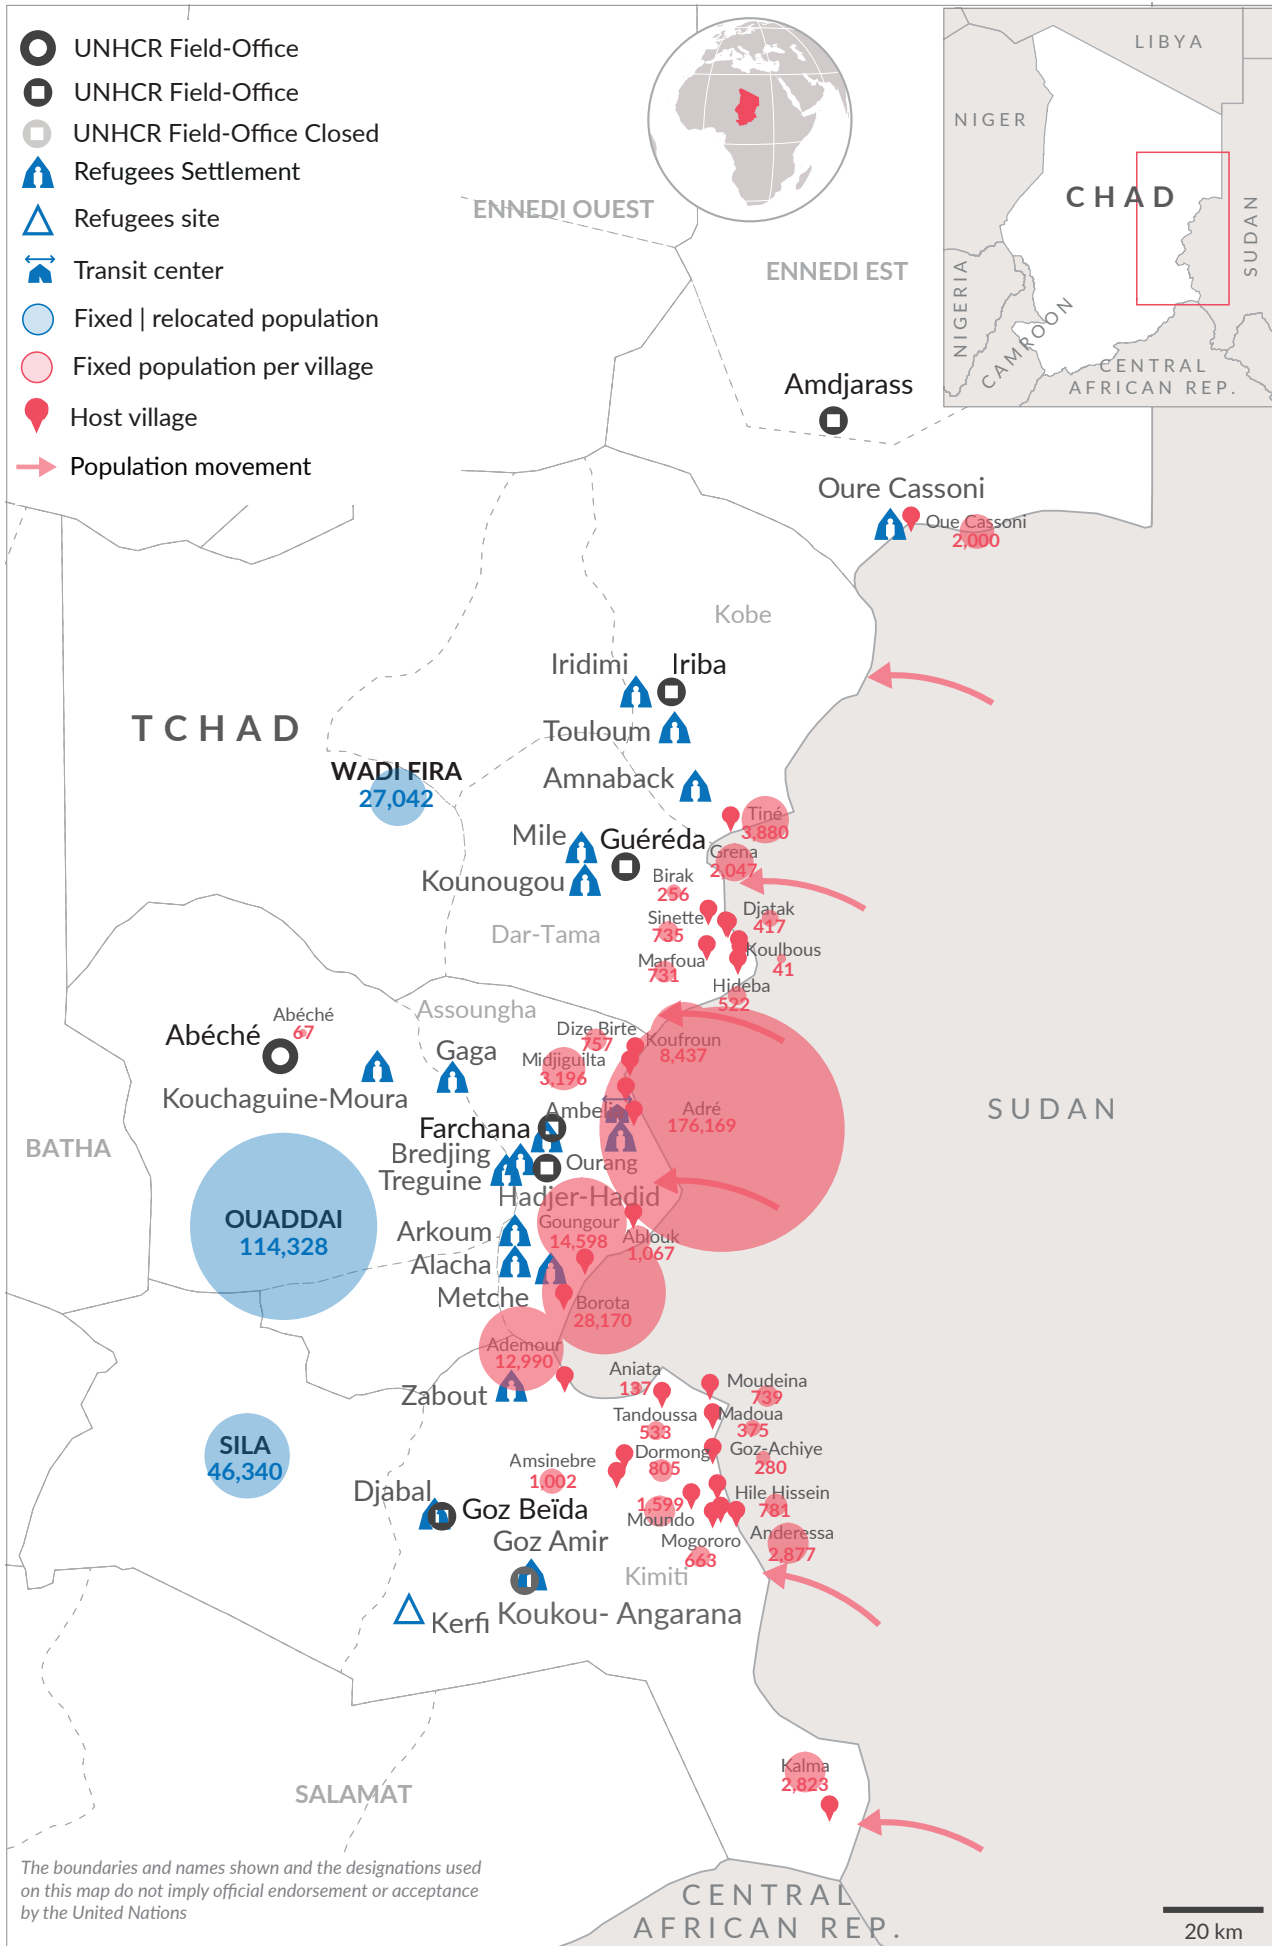 UNHCR Field-Office
UNHCR Field-Office
UNHCR Field-Office Closed
Refugees Settlement
Refugees site
Transit center
Fixed | relocated population
Fixed population per village
Host village
Population movement
LIBYA
NIGER
CHAD
SUDAN
NIGERIA
CAMROON
CENTRAL
AFRICAN REP.
ENNEDI OUEST
ENNEDI EST
Amdjarass
Oure Cassoni
Oue Cassoni
2,000
Kobe
Iridimi
Iriba
TCHAD
Touloum
WADI FIRA
27,042
Amnaback
Tiné
3,880
Mile
Guéréda
Grena
2,047
Kounougou
Birak
256
Sinette
735
Djatak
417
Dar-Tama
Marfoua
731
Koulbous
41
Hideba
522
Assoungha
Abéché
67
Abéché
Dize Birte
757
Koufroun
8,437
Gaga
Midjiguilta
3,196
Kouchaguine-Moura
Ambelia
Adré
176,169
SUDAN
Farchana
BATHA
Bredjing
Treguine
Ourang
Hadjer-Hadid
OUADDAI
114,328
Arkoum
Goungour
14,598
Ablouk
1,067
Alacha
Metche
Borota
28,170
Ademour
12,990
Zabout
Aniata
137
Moudeina
739
Tandoussa
533
Madoua
375
SILA
46,340
Amsinebre
1,002
Dormong
805
Goz-Achiye
280
Djabal
Goz Beïda
1,599
Moundo
Hile Hissein
781
Goz Amir
Mogororo
663
Anderessa
2,877
Kimiti
Kerfi
Koukou- Angarana
Kalma
2,823
SALAMAT
The boundaries and names shown and the designations used
on this map do not imply official endorsement or acceptance
by the United Nations
CENTRAL
AFRICAN REP.
20 km